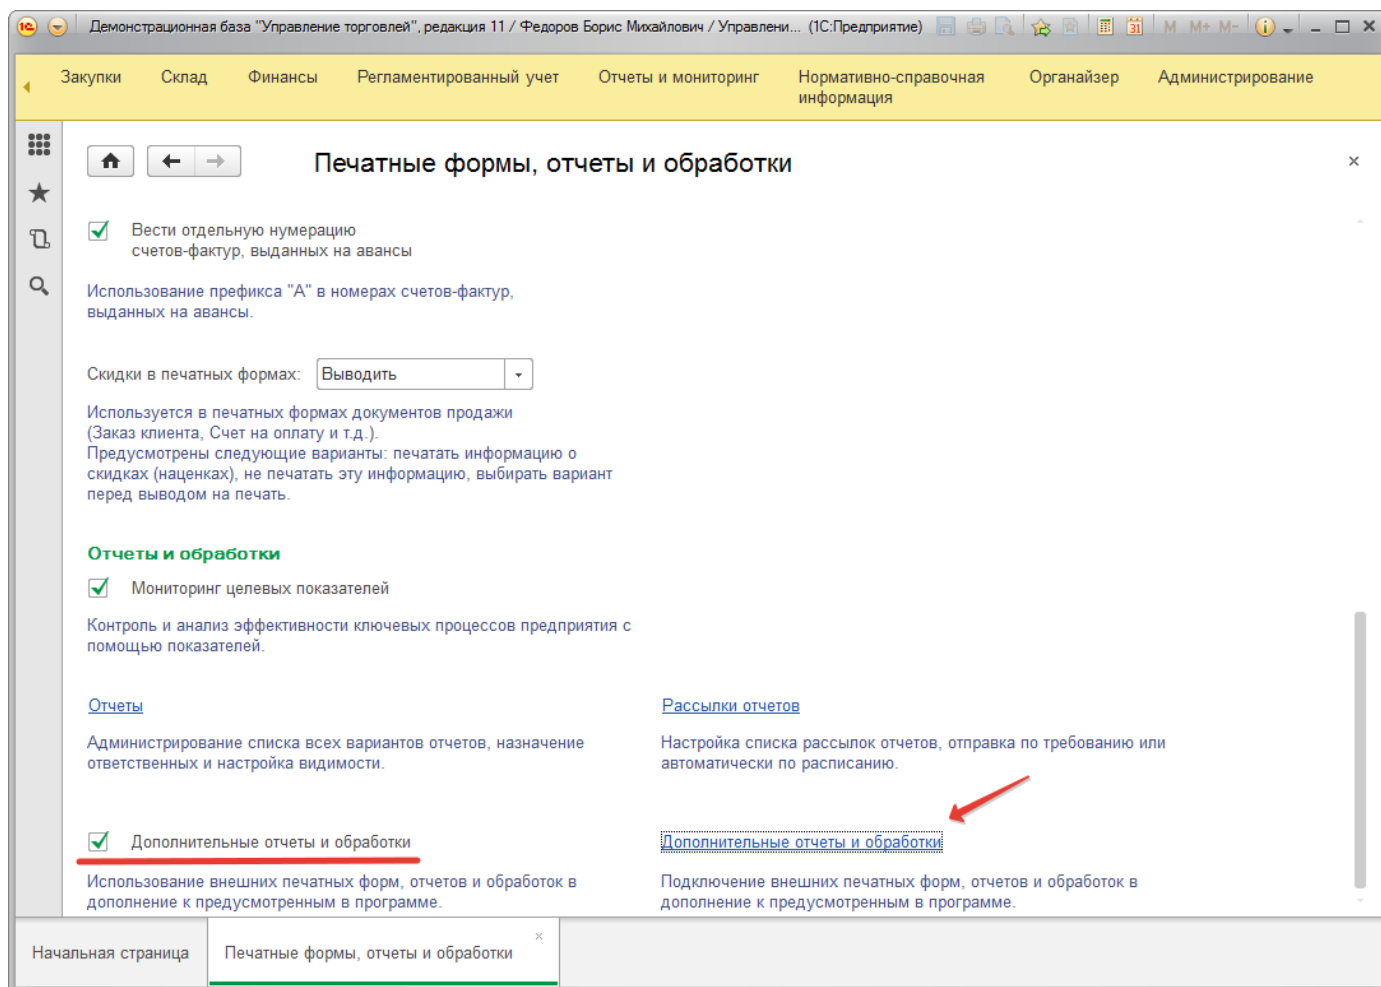 Демонстрационная база "Управление торговлей", редакция 11 / Федоров Борис Михайлович / Управлени... (1С:Предприятие)
31 M M+ M-
Закупки Склад Финансы Регламентированный учет Отчеты и мониторинг Нормативно-справочная информация Органайзер Администрирование
Печатные формы, отчеты и обработки
Вести отдельную нумерацию
счетов-фактур, выданных на авансы
Использование префикса "А" в номерах счетов-фактур,
выданных на авансы.
Скидки в печатных формах: Выводить
Используется в печатных формах документов продажи
(Заказ клиента, Счет на оплату и т.д.).
Предусмотрены следующие варианты: печатать информацию о
скидках (наценках), не печатать эту информацию, выбирать вариант
перед выводом на печать.
Отчеты и обработки
Мониторинг целевых показателей
Контроль и анализ эффективности ключевых процессов предприятия с
помощью показателей.
Отчеты
Администрирование списка всех вариантов отчетов, назначение
ответственных и настройка видимости.
Рассылки отчетов
Настройка списка рассылок отчетов, отправка по требованию или
автоматически по расписанию.
Дополнительные отчеты и обработки
Использование внешних печатных форм, отчетов и обработок в
дополнение к предусмотренным в программе.
Дополнительные отчеты и обработки
Подключение внешних печатных форм, отчетов и обработок в
дополнение к предусмотренным в программе.
Начальная страница
Печатные формы, отчеты и обработки